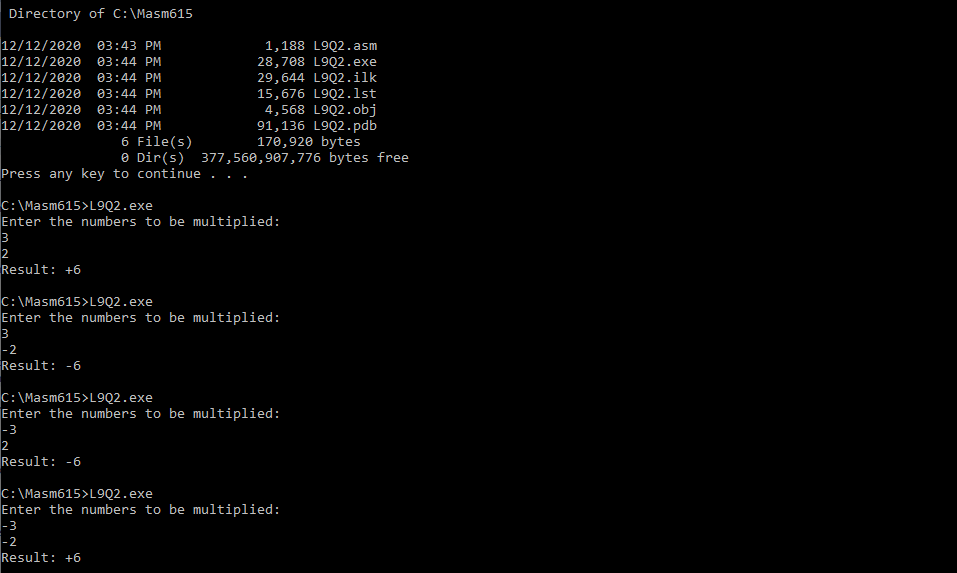 Directory of C:\Masm615

12/12/2020  03:43 PM             1,188 L9Q2.asm
12/12/2020  03:44 PM            28,708 L9Q2.exe
12/12/2020  03:44 PM            29,644 L9Q2.ilk
12/12/2020  03:44 PM            15,676 L9Q2.lst
12/12/2020  03:44 PM             4,568 L9Q2.obj
12/12/2020  03:44 PM            91,136 L9Q2.pdb
               6 File(s)        170,920 bytes
               0 Dir(s)  377,560,907,776 bytes free
Press any key to continue . . .

C:\Masm615>L9Q2.exe
Enter the numbers to be multiplied:
3
2
Result: +6

C:\Masm615>L9Q2.exe
Enter the numbers to be multiplied:
3
-2
Result: -6

C:\Masm615>L9Q2.exe
Enter the numbers to be multiplied:
-3
2
Result: -6

C:\Masm615>L9Q2.exe
Enter the numbers to be multiplied:
-3
-2
Result: +6